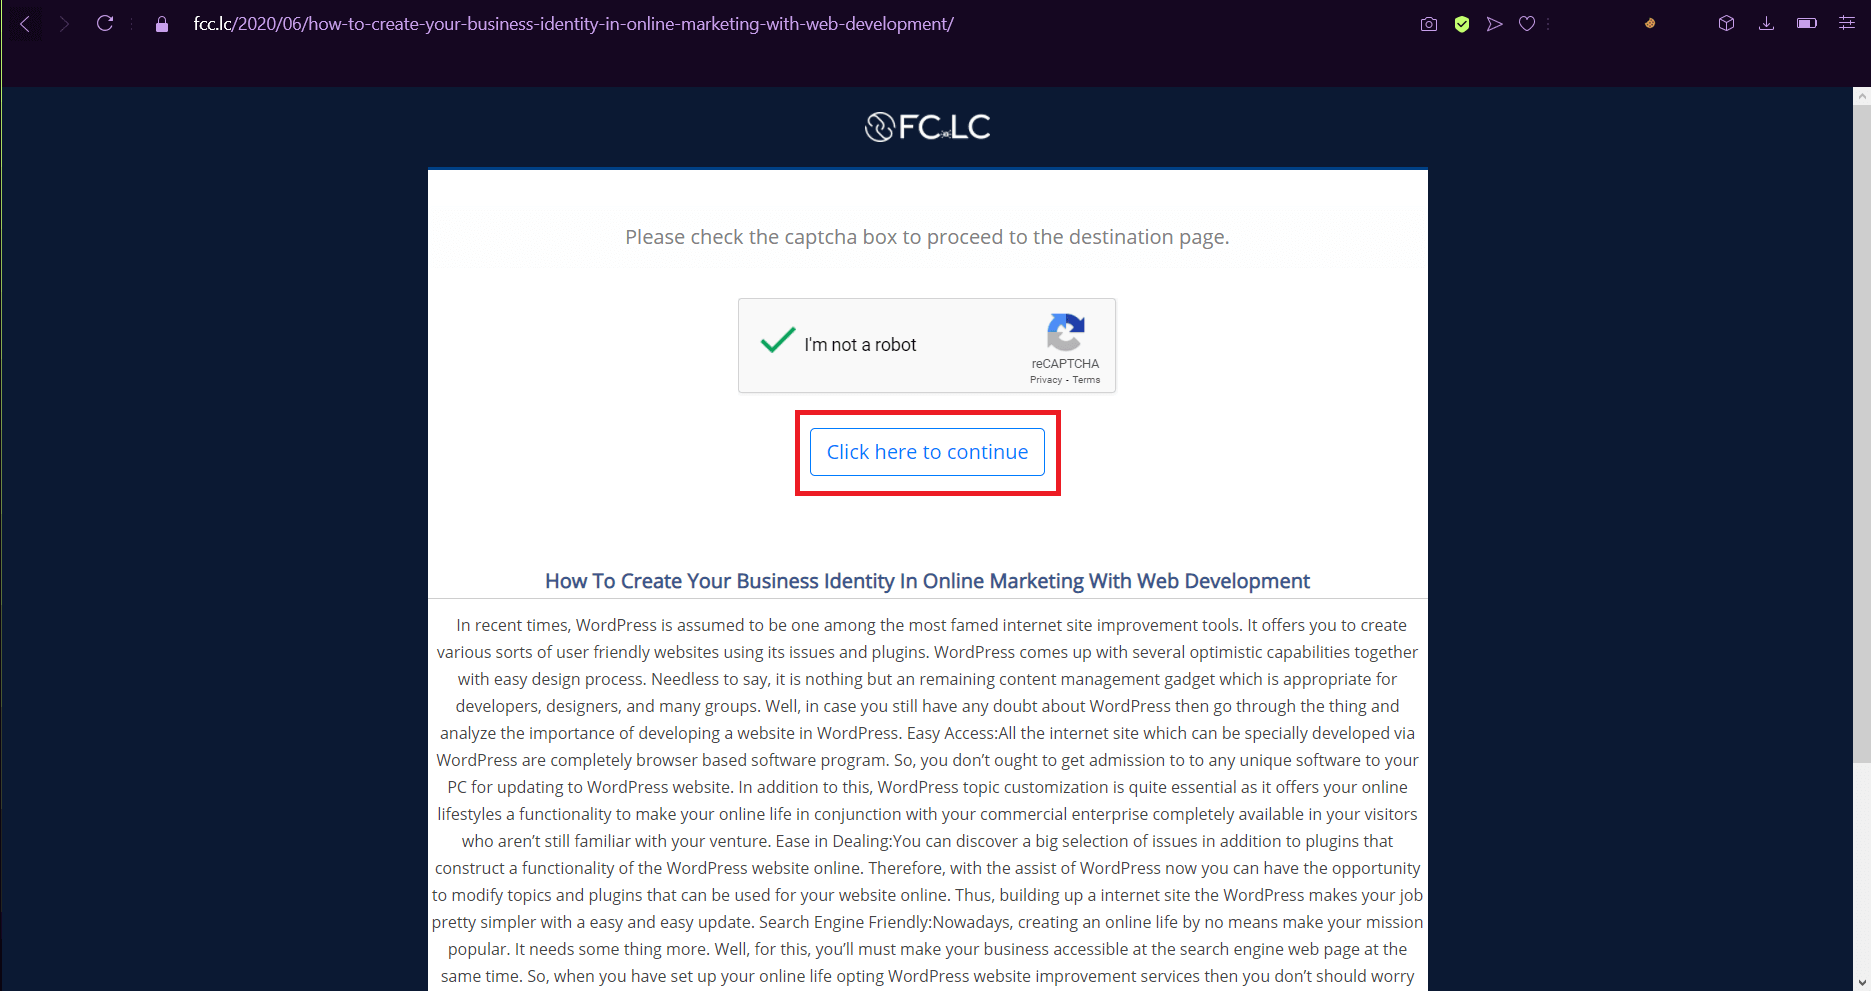 fcc.lc/2020/06/how-to-create-your-business-identity-in-online-marketing-with-web-development/
FC.LC
Please check the captcha box to proceed to the destination page.
I'm not a robot
reCAPTCHA
Privacy - Terms
Click here to continue
How To Create Your Business Identity In Online Marketing With Web Development
In recent times, WordPress is assumed to be one among the most famed internet site improvement tools. It offers you to create
various sorts of user friendly websites using its issues and plugins. WordPress comes up with several optimistic capabilities together
with easy design process. Needless to say, it is nothing but an remaining content management gadget which is appropriate for
developers, designers, and many groups. Well, in case you still have any doubt about WordPress then go through the thing and
analyze the importance of developing a website in WordPress. Easy Access:All the internet site which can be specially developed via
WordPress are completely browser based software program. So, you don’t ought to get admission to to any unique software to your
PC for updating to WordPress website. In addition to this, WordPress topic customization is quite essential as it offers your online
lifestyles a functionality to make your online life in conjunction with your commercial enterprise completely available in your visitors
who aren’t still familiar with your venture. Ease in Dealing:You can discover a big selection of issues in addition to plugins that
construct a functionality of the WordPress website online. Therefore, with the assist of WordPress now you can have the opportunity
to modify topics and plugins that can be used for your website online. Thus, building up a internet site the WordPress makes your job
pretty simpler with a easy and easy update. Search Engine Friendly:Nowadays, creating an online life by no means make your mission
popular. It needs some thing more. Well, for this, you’ll must make your business accessible at the search engine web page at the
same time. So, when you have set up your online life opting WordPress website improvement services then you don’t should worry